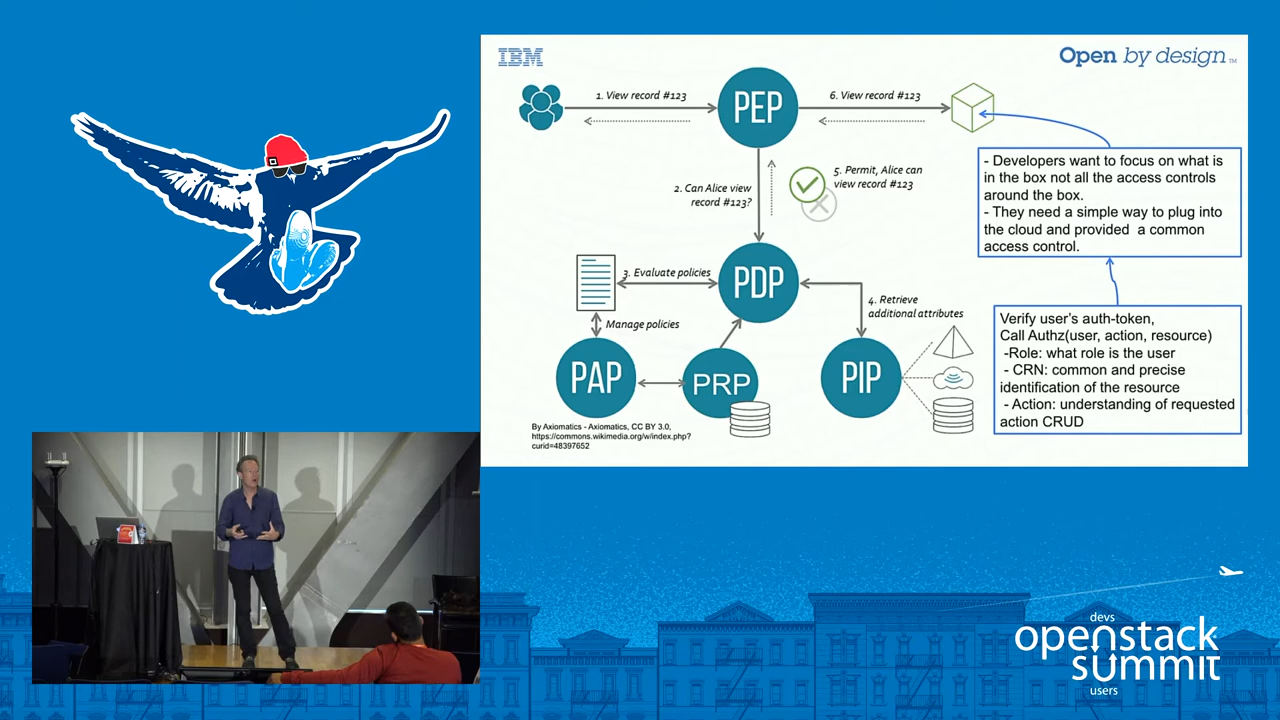 IBM
Open by design™
1. View record #123
PEP
6. View record #123
2. Can Alice view
record #123?
5. Permit, Alice can
view record #123
- Developers want to focus on what is
in the box not all the access controls
around the box.
- They need a simple way to plug into
the cloud and provided a common
access control.
3. Evaluate policies
PDP
4. Retrieve
additional attributes
Manage policies
PAP
PRP
PIP
Verify user's auth-token,
Call Authz(user, action, resource)
-Role: what role is the user
- CRN: common and precise
identification of the resource
- Action: understanding of requested
action CRUD
By Axiomatics - Axiomatics, CC BY 3.0,
https://commons.wikimedia.org/w/index.php?
curid=48397652
devs
openstack
summit
users